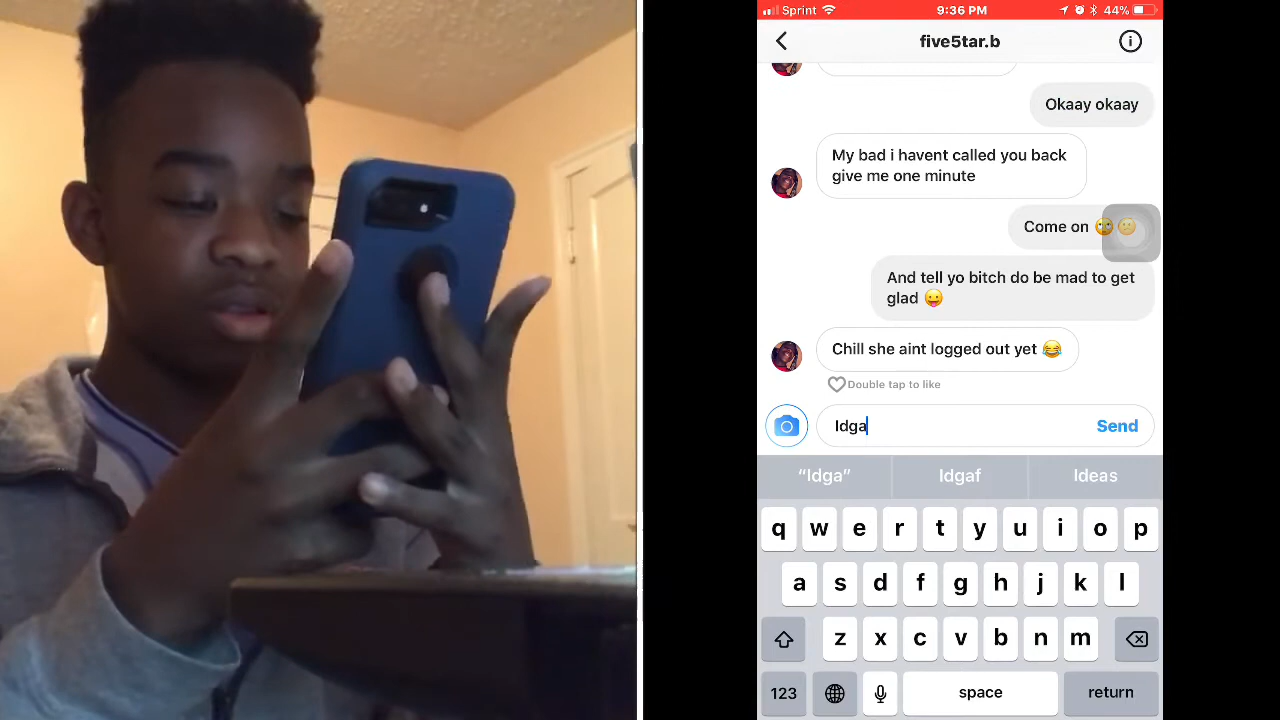 Sprint 9:36 PM 44%
five5tar.b
Okaay okaay
My bad i havent called you back
give me one minute
Come on 🙄🙄
And tell yo bitch do be mad to get
glad 😛
Chill she aint logged out yet 😂
Double tap to like
Idga Send
“Idga” Idgaf Ideas
q w e r t y u i o p
a s d f g h j k l
z x c v b n m
123 space return